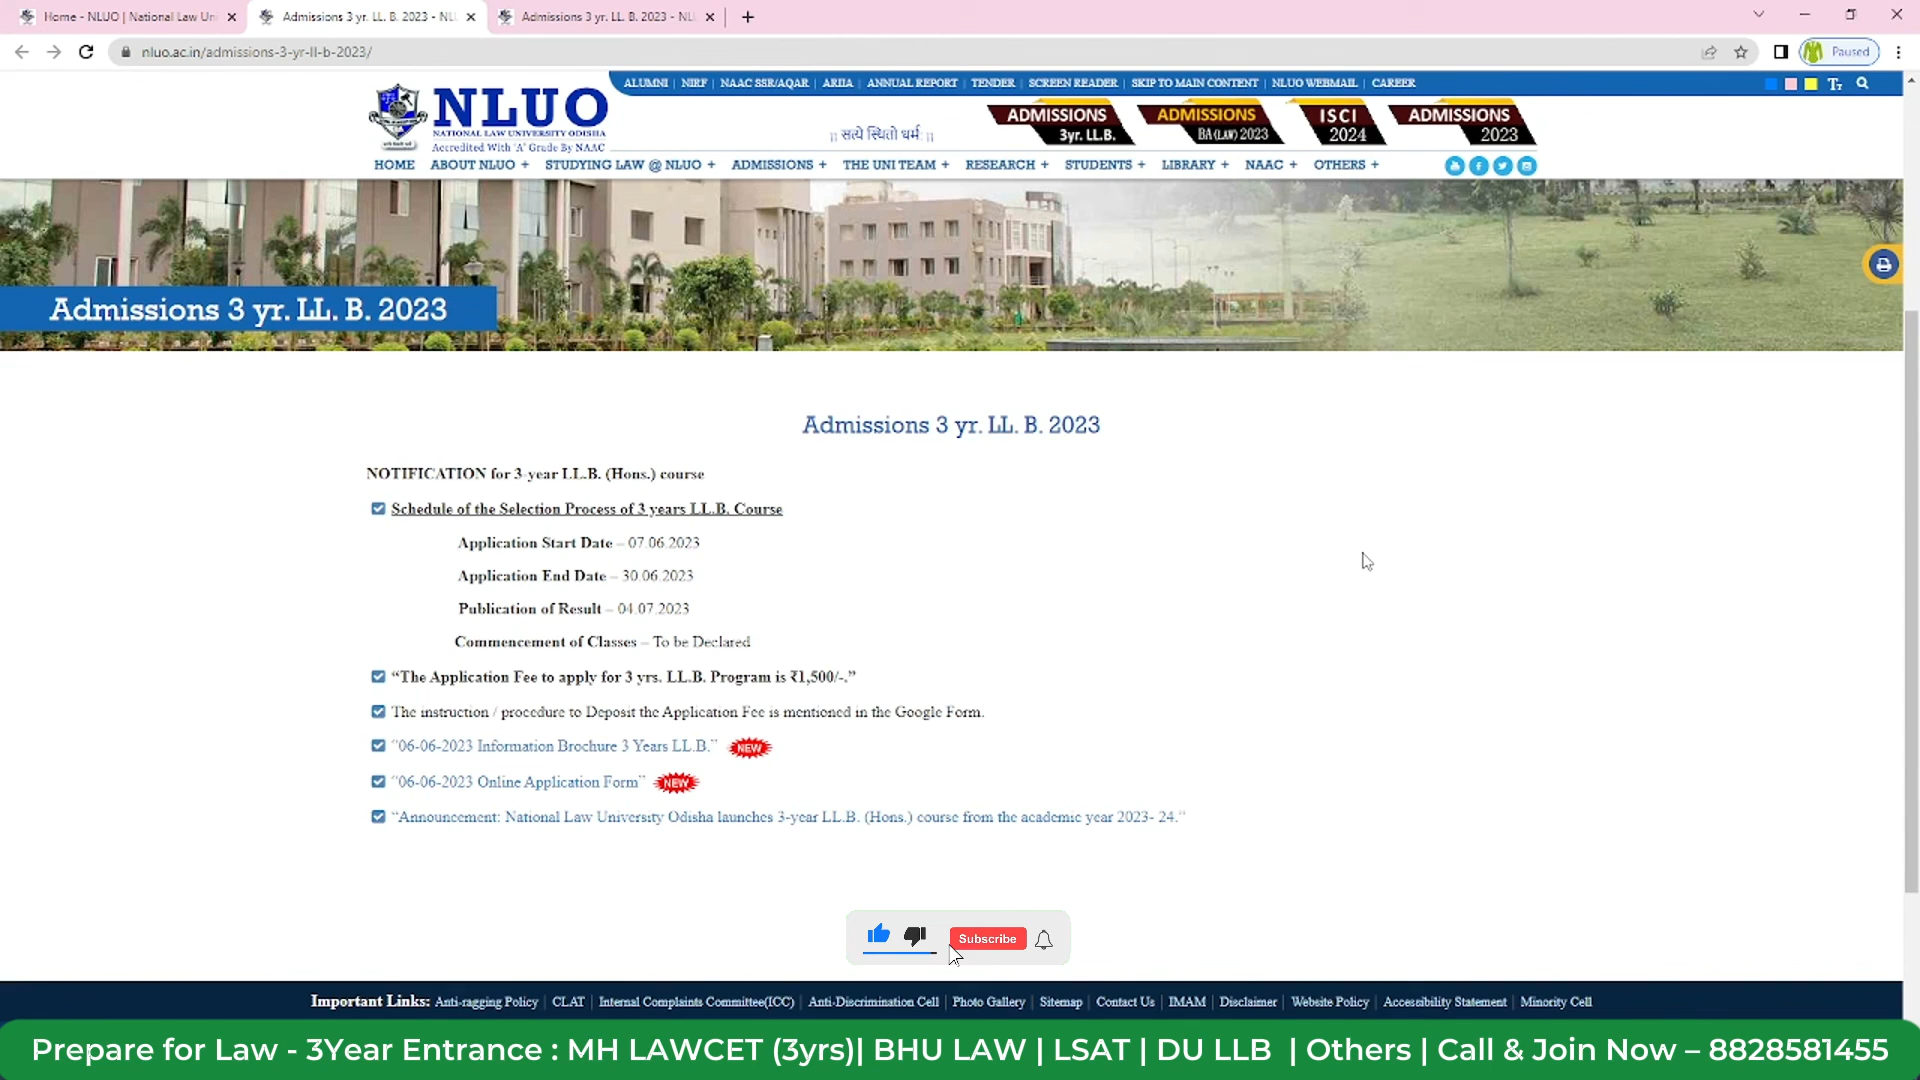 Home - NLUO | National Law Uni
Admissions 3 yr. LL. B. 2023 - NLU
Admissions 3 yr. LL. B. 2023 - NLU
nluo.ac.in/admissions-3-yr-ll-b-2023/
Paused
ALUMNI | NIRF | NAAC SSR/AQAR | ARIIA | ANNUAL REPORT | TENDER | SCREEN READER | SKIP TO MAIN CONTENT | NLUO WEBMAIL | CAREER
NLUO
NATIONAL LAW UNIVERSITY ODISHA
Accredited With 'A' Grade By NAAC
।। सत्ये स्थितो धर्मः ।।
ADMISSIONS
3yr. LL.B.
ADMISSIONS
BA(LAW) 2023
ISCI
2024
ADMISSIONS
2023
HOME ABOUT NLUO + STUDYING LAW @ NLUO + ADMISSIONS + THE UNI TEAM + RESEARCH + STUDENTS + LIBRARY + NAAC + OTHERS +
Admissions 3 yr. LL. B. 2023
Admissions 3 yr. LL. B. 2023
NOTIFICATION for 3-year LL.B. (Hons.) course
Schedule of the Selection Process of 3 years LL.B. Course
Application Start Date – 07.06.2023
Application End Date – 30.06.2023
Publication of Result – 04.07.2023
Commencement of Classes – To be Declared
“The Application Fee to apply for 3 yrs. LL.B. Program is ₹1,500/-.”
The instruction / procedure to Deposit the Application Fee is mentioned in the Google Form.
“06-06-2023 Information Brochure 3 Years LL.B.” NEW
“06-06-2023 Online Application Form” NEW
“Announcement: National Law University Odisha launches 3-year LL.B. (Hons.) course from the academic year 2023- 24.“
Subscribe
Important Links: Anti-ragging Policy | CLAT | Internal Complaints Committee(ICC) | Anti-Discrimination Cell | Photo Gallery | Sitemap | Contact Us | IMAM | Disclaimer | Website Policy | Accessibility Statement | Minority Cell
Prepare for Law - 3Year Entrance : MH LAWCET (3yrs)| BHU LAW | LSAT | DU LLB | Others | Call & Join Now – 8828581455